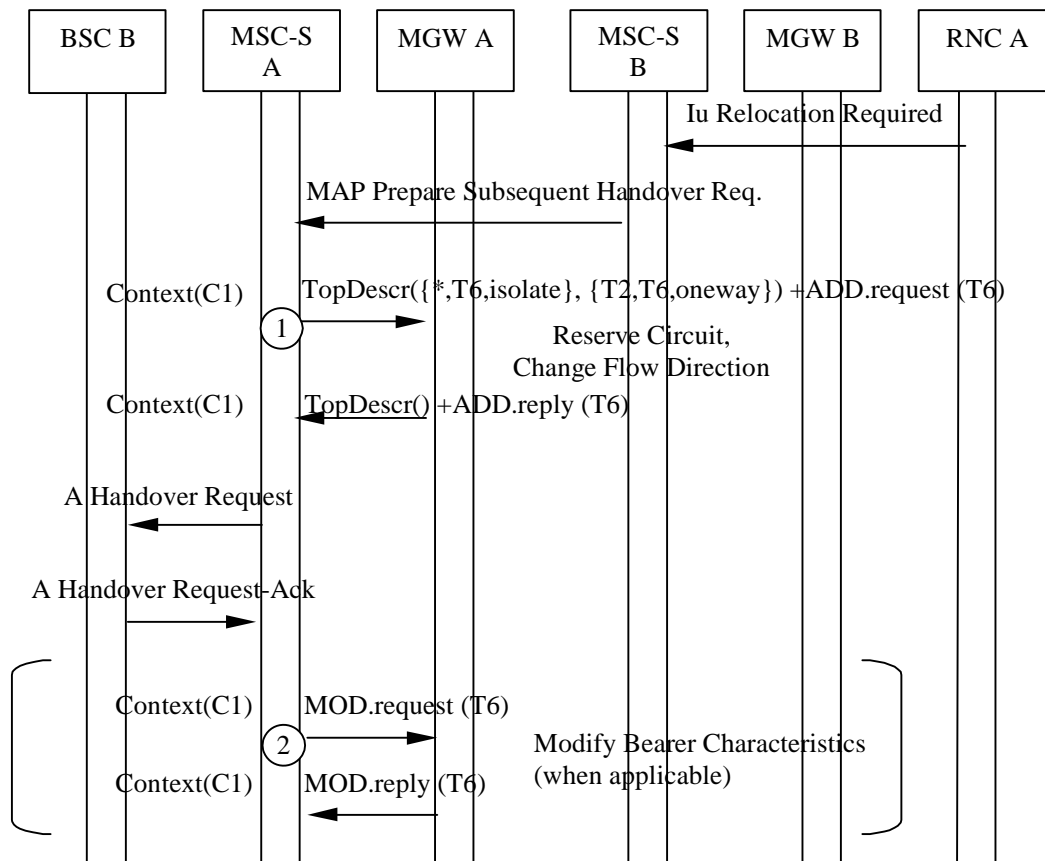 BSC B
MSC-S
A
MGW A
MSC-S
B
MGW B
RNC A
Iu Relocation Required
MAP Prepare Subsequent Handover Req.
Context(C1)
TopDescr({*,T6,isolate}, {T2,T6,oneway}) +ADD.request (T6)
1
Reserve Circuit,
Change Flow Direction
Context(C1)
TopDescr() +ADD.reply (T6)
A Handover Request
A Handover Request-Ack
Context(C1)
MOD.request (T6)
2
Modify Bearer Characteristics
(when applicable)
Context(C1)
MOD.reply (T6)